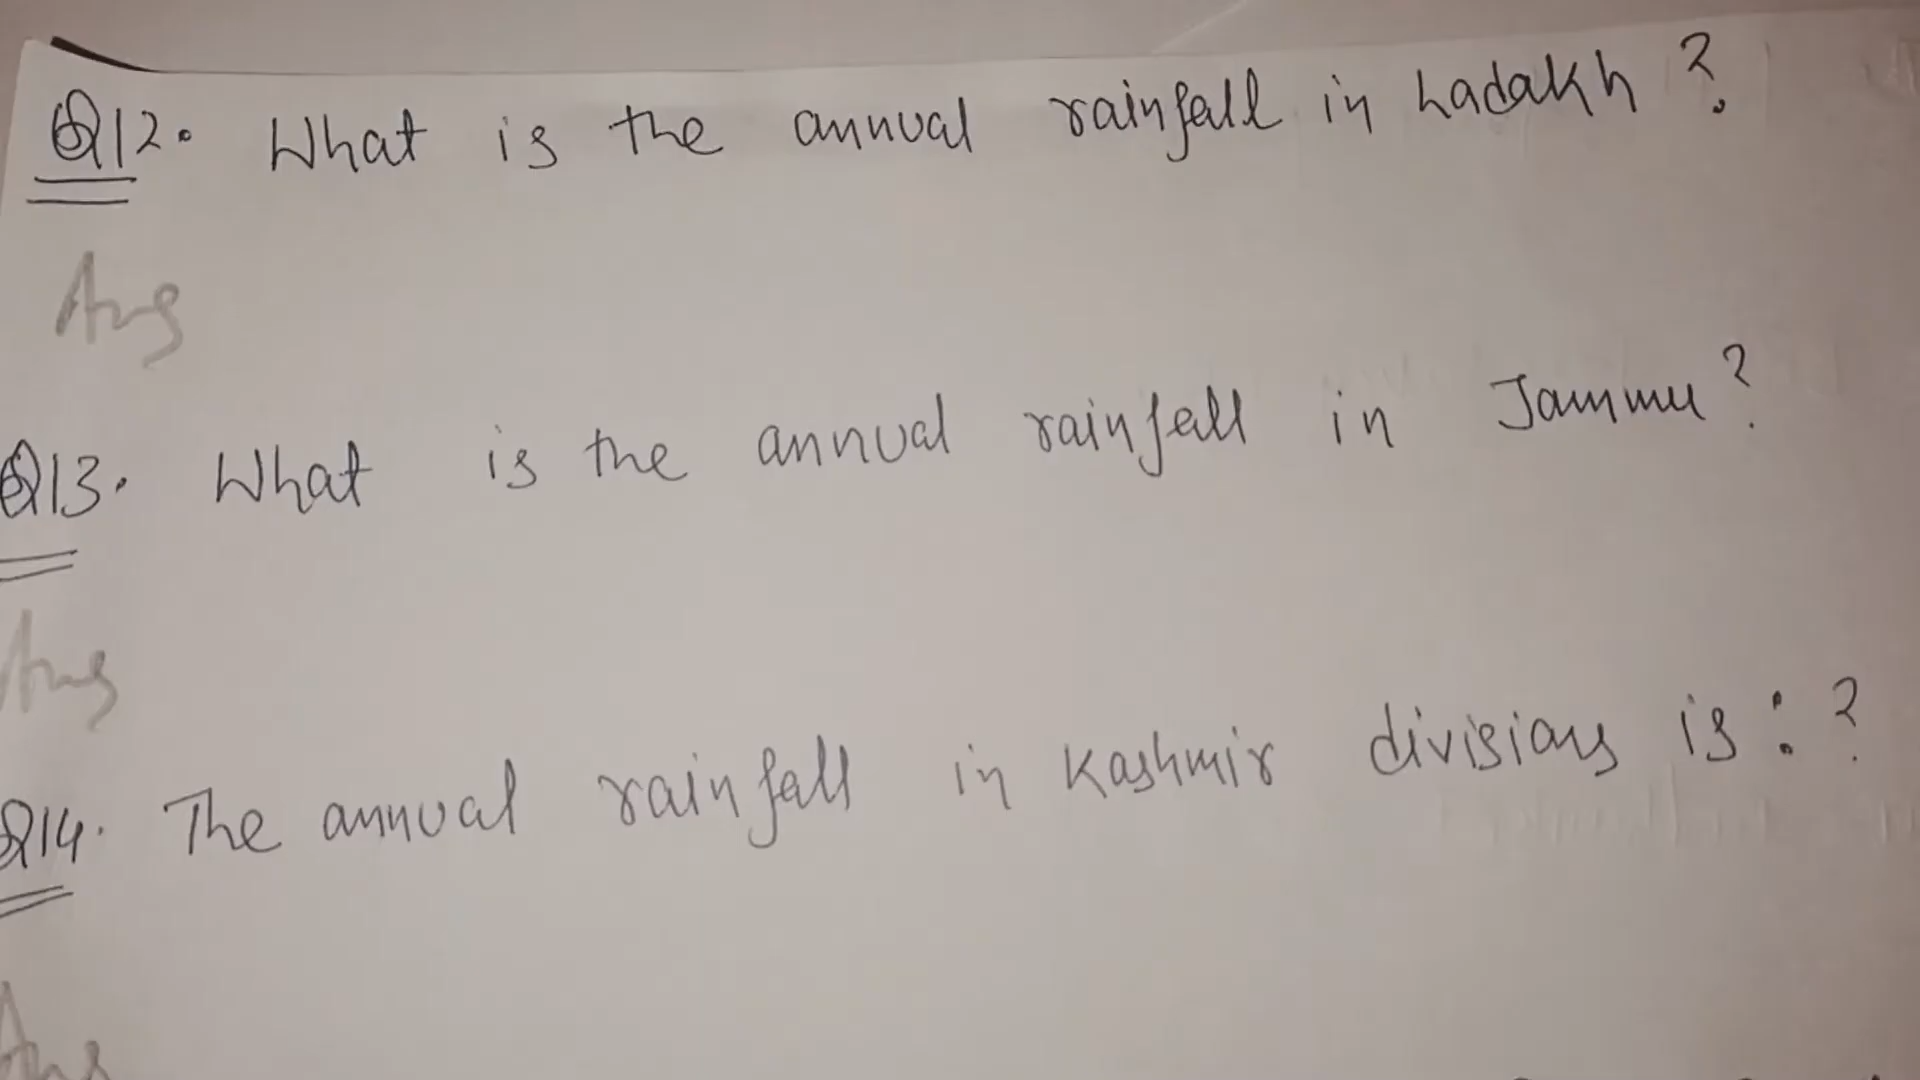 Q12. What is the annual rainfall in Ladakh ?
Ans
Q13. What is the annual rainfall in Jammu ?
Ans
Q14. The annual rainfall in Kashmir divisions is : ?
Ans